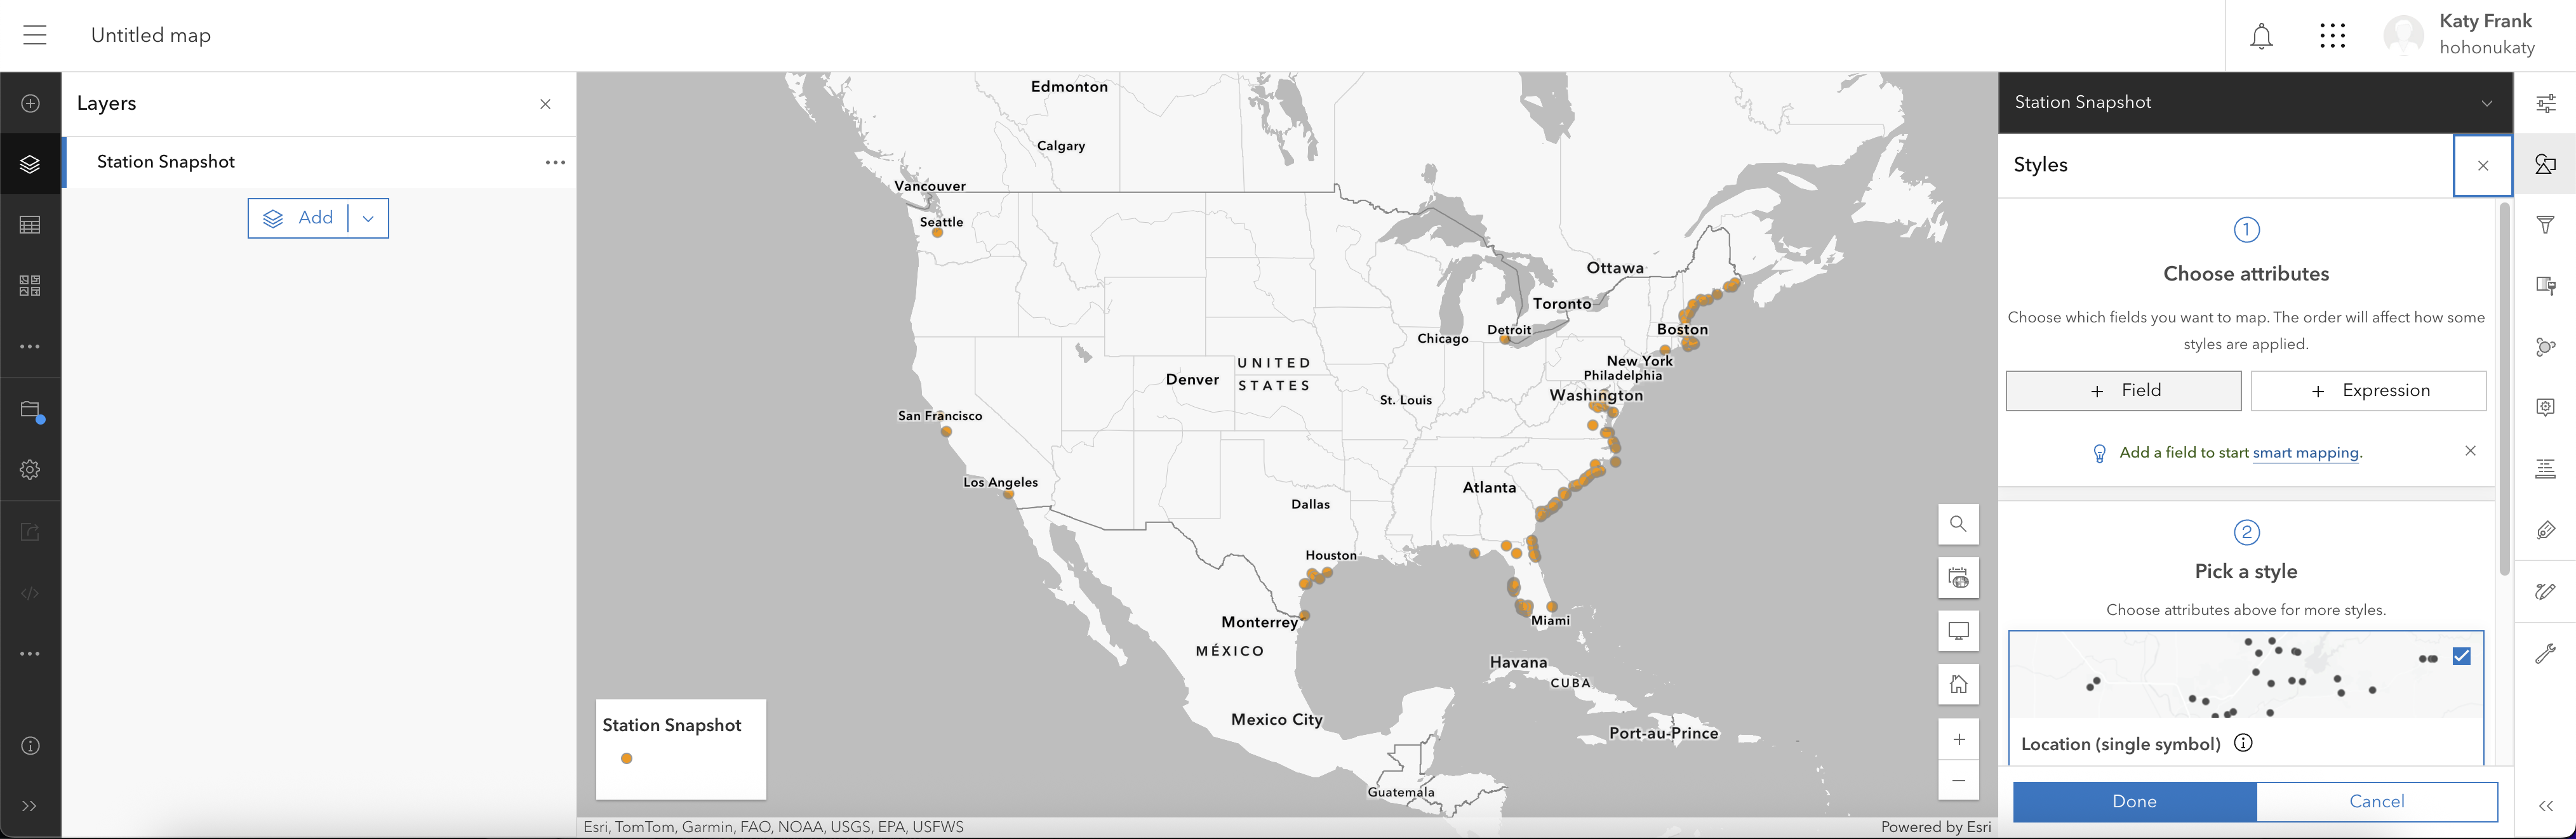 Untitled map
Katy Frank
hohonukaty
Layers
Station Snapshot
Add
Edmonton
Calgary
Vancouver
Seattle
Ottawa
Toronto
Detroit
Boston
Chicago
New York
Philadelphia
UNITED
STATES
Denver
Washington
St. Louis
San Francisco
Los Angeles
Atlanta
Dallas
Houston
Monterrey
Miami
MÉXICO
Havana
CUBA
Mexico City
Port-au-Prince
Guatemala
Station Snapshot
Esri, TomTom, Garmin, FAO, NOAA, USGS, EPA, USFWS
Powered by Esri
Station Snapshot
Styles
1
Choose attributes
Choose which fields you want to map. The order will affect how some
styles are applied.
+ Field
+ Expression
Add a field to start smart mapping.
2
Pick a style
Choose attributes above for more styles.
Location (single symbol)
Done
Cancel